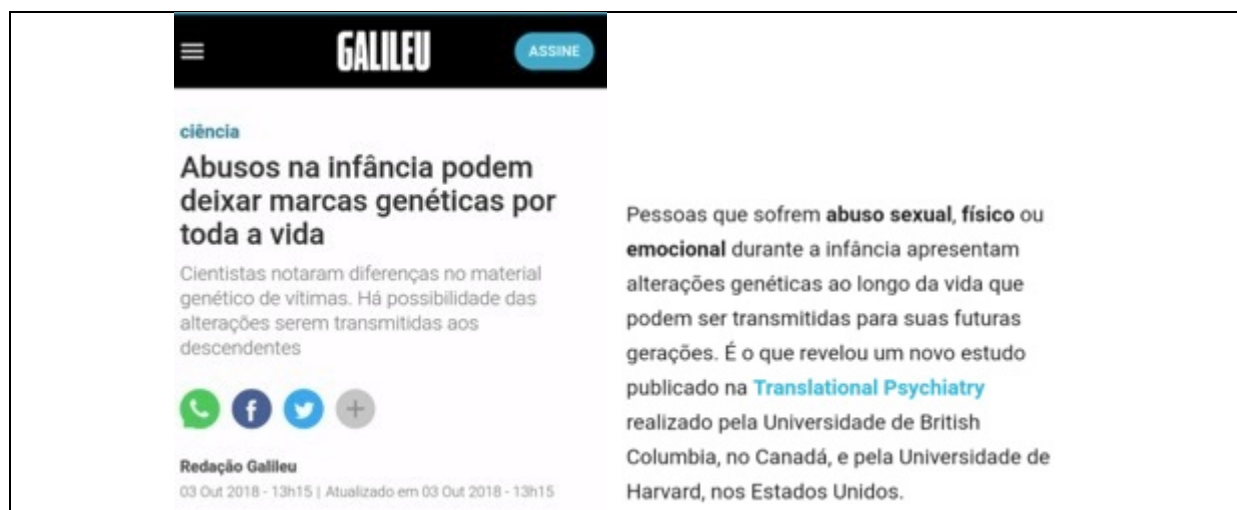 GALILEU
ASSINE
ciência
Abusos na infância podem
deixar marcas genéticas por
toda a vida
Cientistas notaram diferenças no material
genético de vítimas. Há possibilidade das
alterações serem transmitidas aos
descendentes
Redação Galileu
03 Out 2018 - 13h15 | Atualizado em 03 Out 2018 - 13h15
Pessoas que sofrem abuso sexual, físico ou
emocional durante a infância apresentam
alterações genéticas ao longo da vida que
podem ser transmitidas para suas futuras
gerações. É o que revelou um novo estudo
publicado na Translational Psychiatry
realizado pela Universidade de British
Columbia, no Canadá, e pela Universidade de
Harvard, nos Estados Unidos.